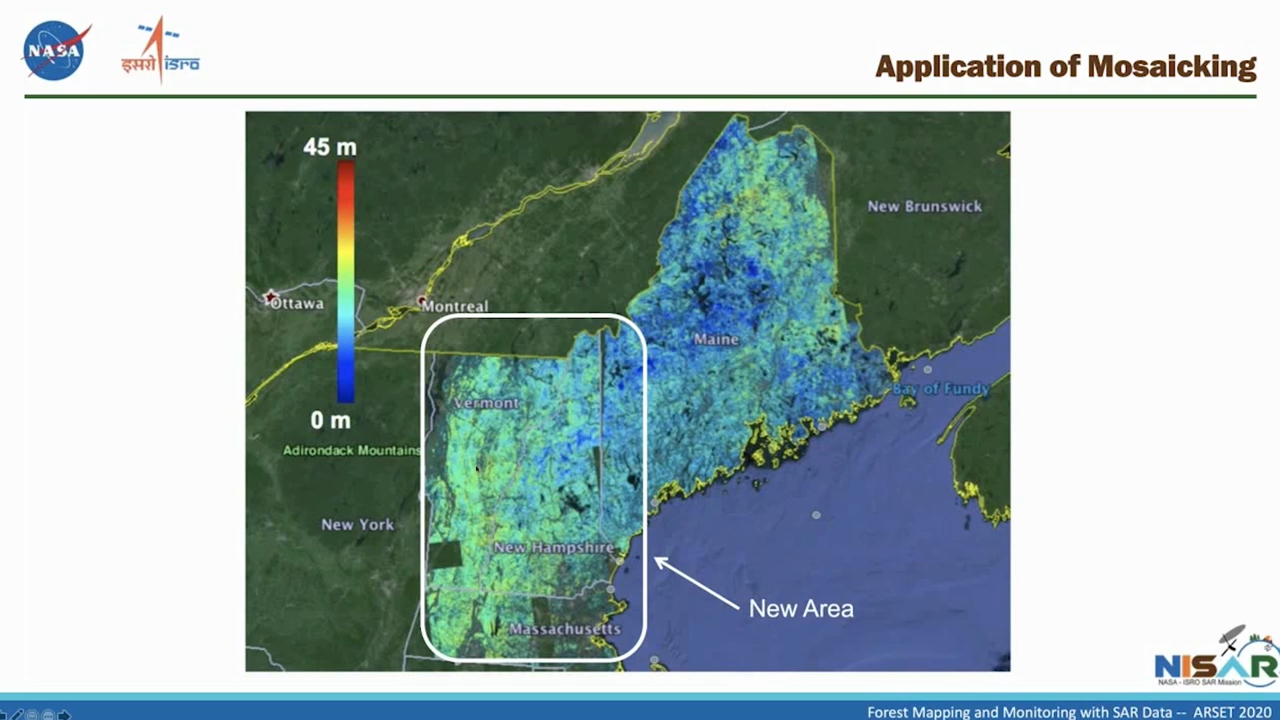 NASA
इसरो isro
Application of Mosaicking
45 m
New Brunswick
Ottawa
Montreal
Maine
Bay of Fundy
Vermont
0 m
Adirondack Mountains
New York
New Hampshire
New Area
Massachusetts
NISAR
NASA - ISRO SAR Mission
Forest Mapping and Monitoring with SAR Data -- ARSET 2020